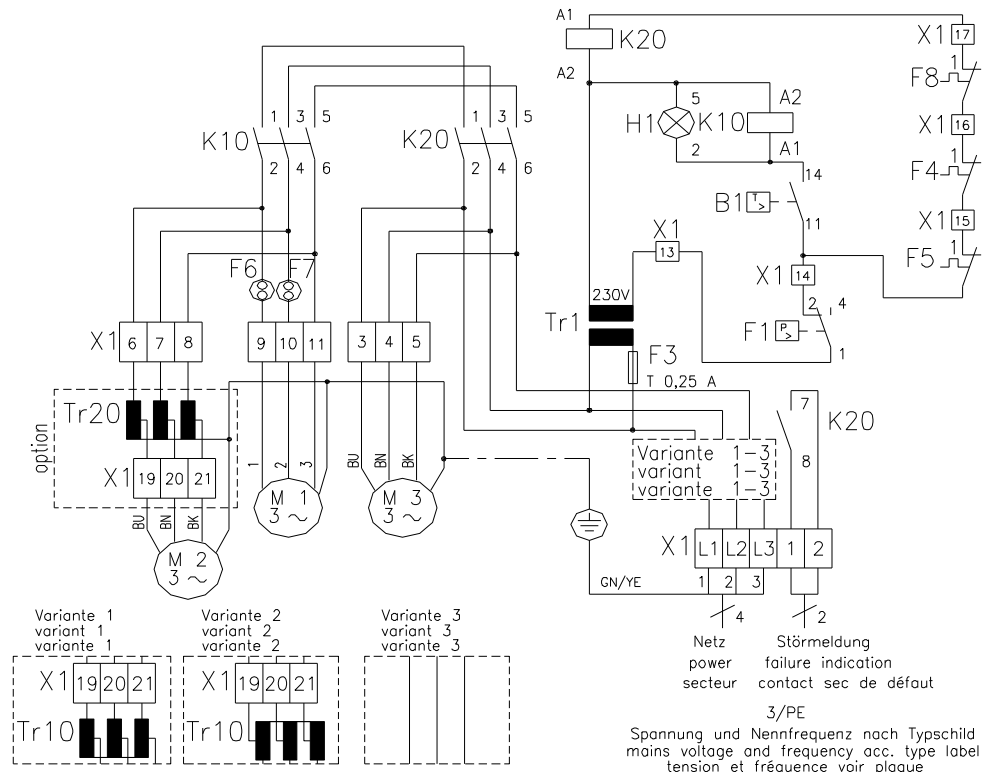 A1
K20
A2
X1 17
1
F8
X1 16
1
F4
X1 15
1
F5
1 3 5
K10
2 4 6
1 3 5
K20
2 4 6
5
H1
2
K10
A2
A1
14
B1 T>
11
X1
13
X1 14
2 4
F1 P>
1
230V
Tr1
F3
T 0,25 A
F6 F7
X1 6 7 8
9 10 11
3 4 5
option
Tr20
X1 19 20 21
BU BN BK
M 2
3 ~
1 2 3
M 1
3 ~
BU BN BK
M 3
3 ~
7
K20
8
Variante 1-3
variant 1-3
variante 1-3
X1 L1 L2 L3 1 2
GN/YE
1 2 3
4
2
Netz Störmeldung
power failure indication
secteur contact sec de défaut
3/PE
Spannung und Nennfrequenz nach Typschild
mains voltage and frequency acc. type label
tension et fréquence voir plaque
Variante 1
variant 1
variante 1
X1 19 20 21
Tr10
Variante 2
variant 2
variante 2
X1 19 20 21
Tr10
Variante 3
variant 3
variante 3